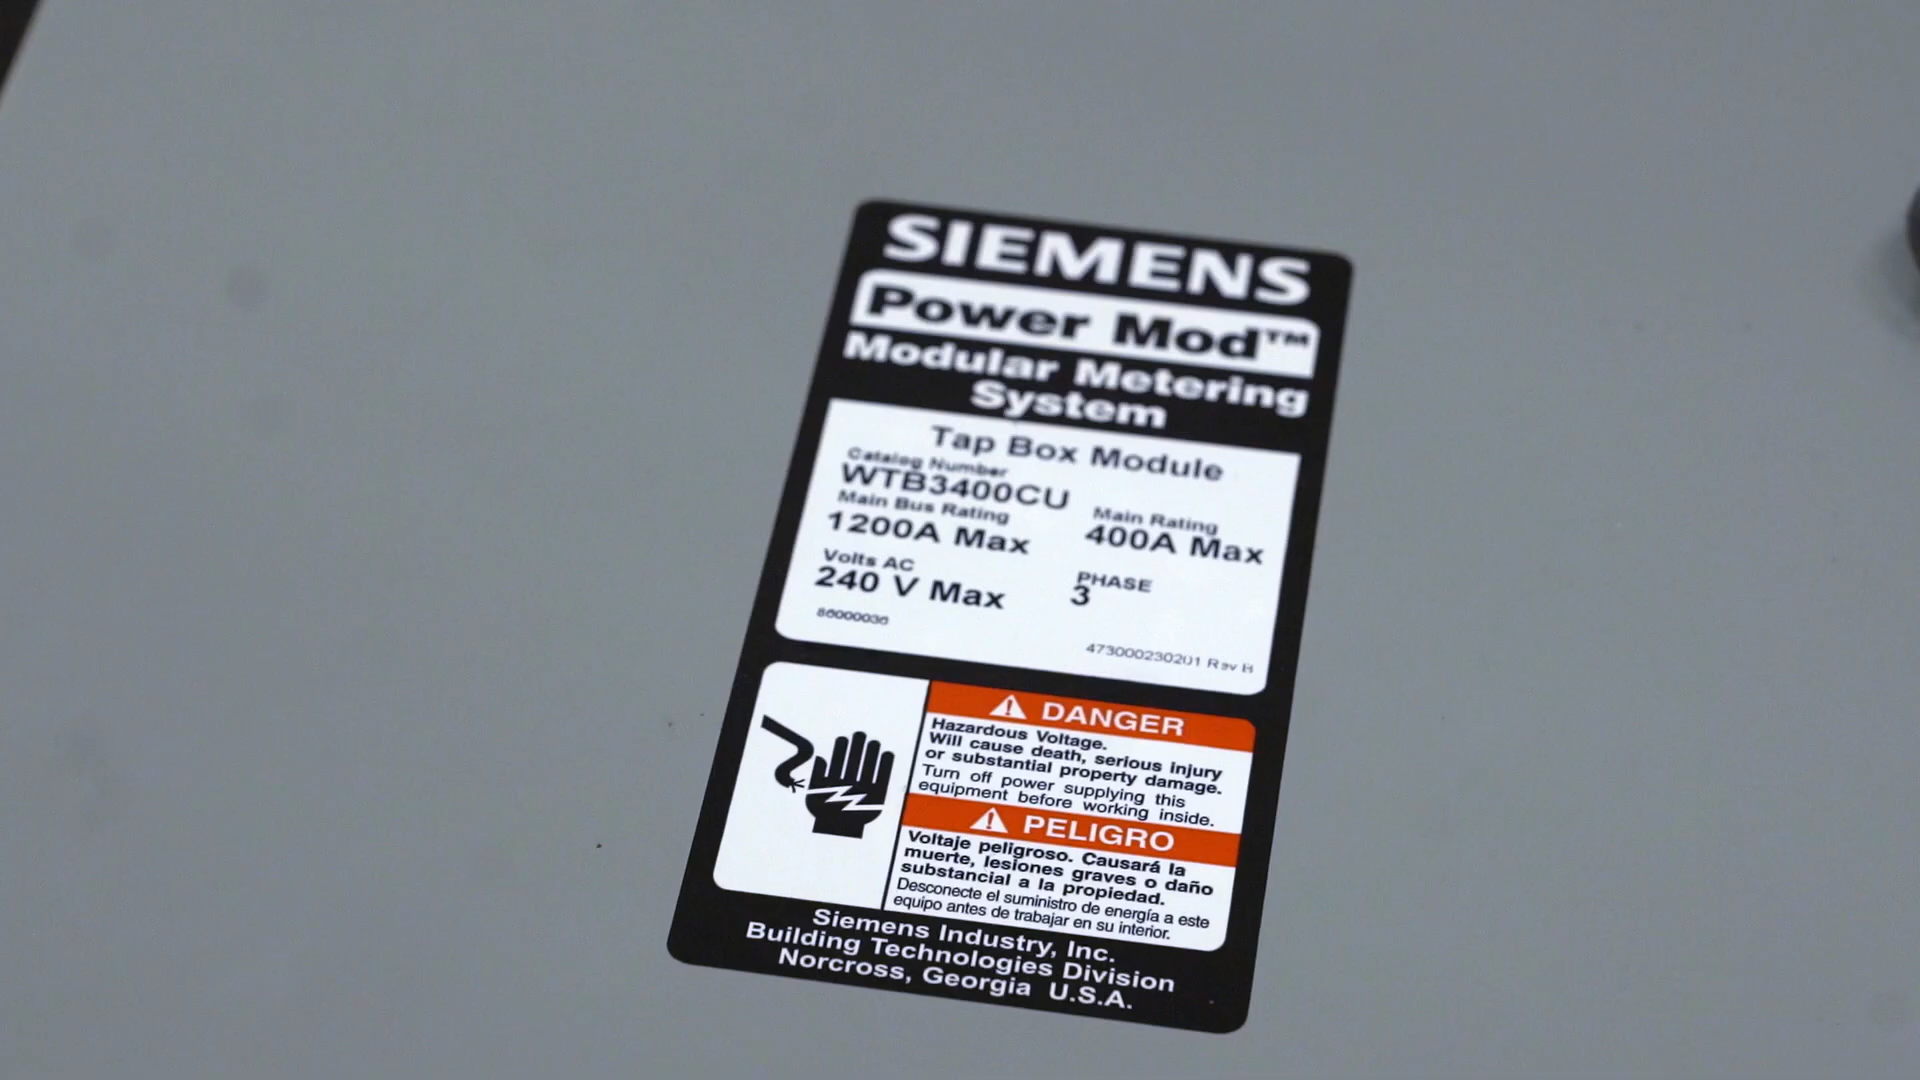 SIEMENS
Power Mod™
Modular Metering
System
Tap Box Module
Catalog Number
WTB3400CU
Main Bus Rating
1200A Max
Main Rating
400A Max
Volts AC
240 V Max
PHASE
3
473000230201 Rev B
⚠ DANGER
Hazardous Voltage.
Will cause death, serious injury
or substantial property damage.
Turn off power supplying this
equipment before working inside.
⚠ PELIGRO
Voltaje peligroso. Causará la
muerte, lesiones graves o daño
substancial a la propiedad.
Desconecte el suministro de energía a este
equipo antes de trabajar en su interior.
Siemens Industry, Inc.
Building Technologies Division
Norcross, Georgia U.S.A.